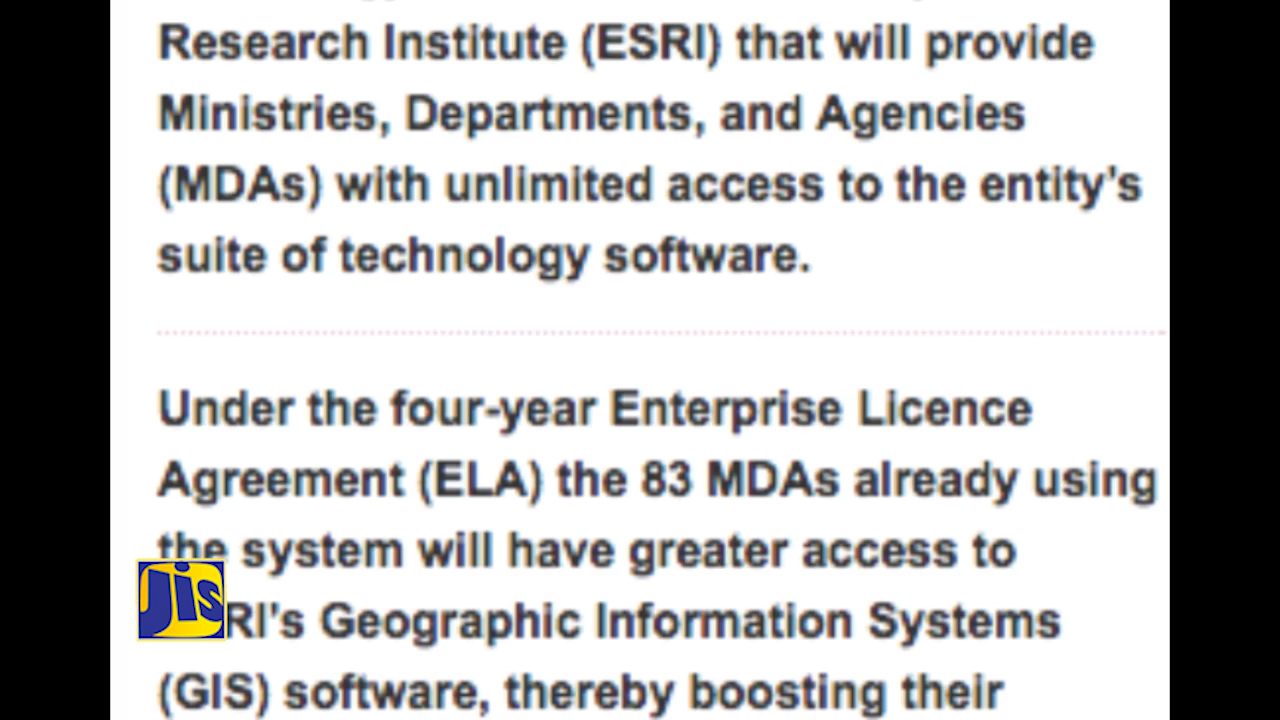 Research Institute (ESRI) that will provide
Ministries, Departments, and Agencies
(MDAs) with unlimited access to the entity's
suite of technology software.
Under the four-year Enterprise Licence
Agreement (ELA) the 83 MDAs already using
the system will have greater access to
RI's Geographic Information Systems
(GIS) software, thereby boosting their
Jis